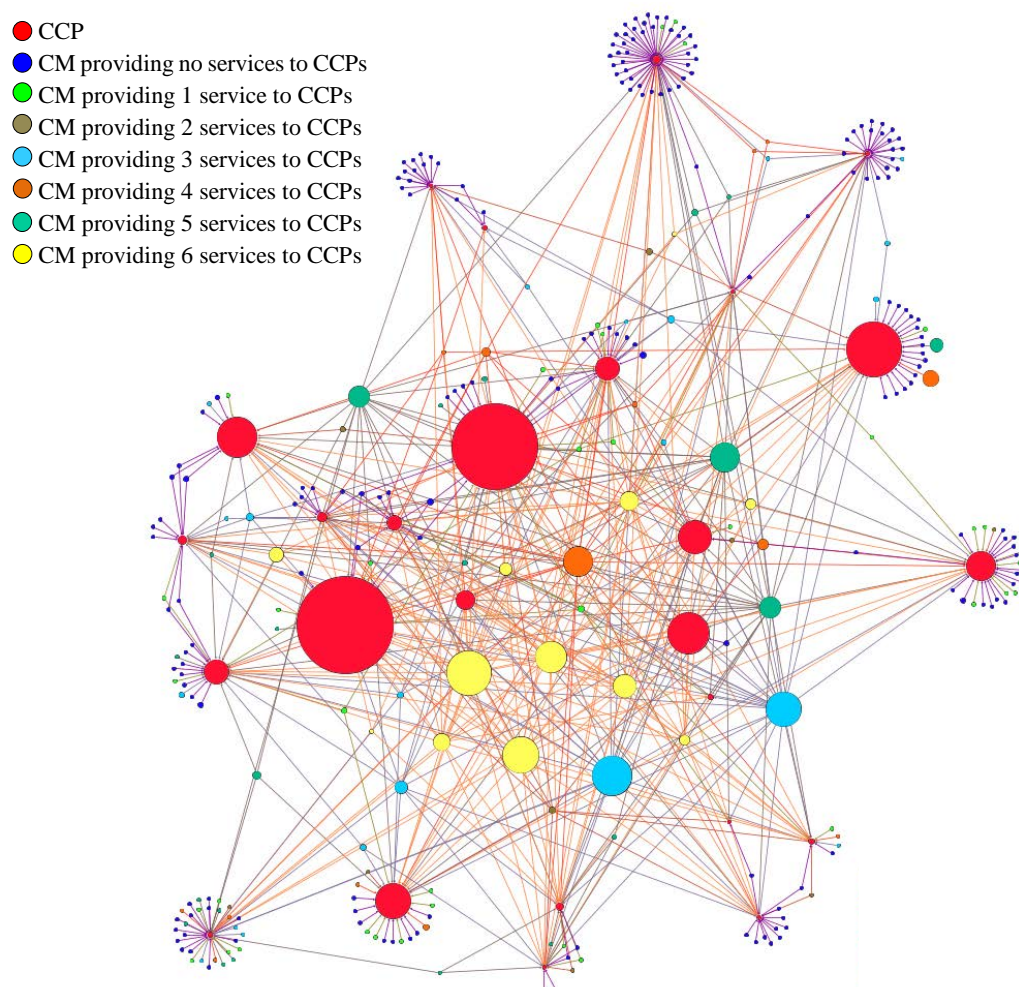 CCP
CM providing no services to CCPs
CM providing 1 service to CCPs
CM providing 2 services to CCPs
CM providing 3 services to CCPs
CM providing 4 services to CCPs
CM providing 5 services to CCPs
CM providing 6 services to CCPs